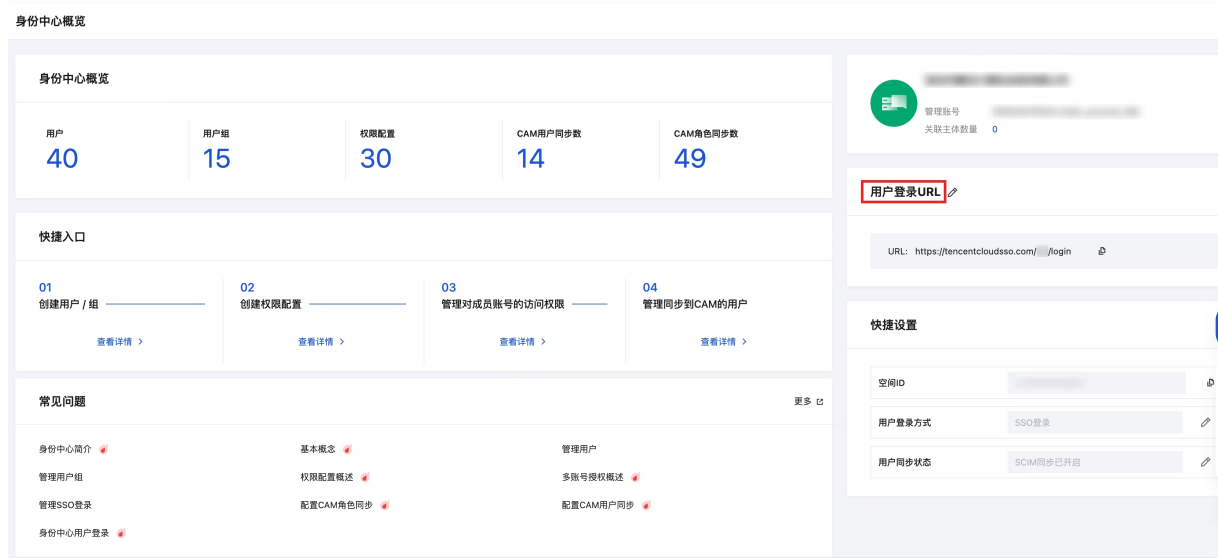 身份中心概览
身份中心概览
用户
40
用户组
15
权限配置
30
CAM用户同步数
14
CAM角色同步数
49
快捷入口
01
创建用户 / 组
查看详情 >
02
创建权限配置
查看详情 >
03
管理对成员账号的访问权限
查看详情 >
04
管理同步到CAM的用户
查看详情 >
常见问题
更多
身份中心简介
基本概念
管理用户
管理用户组
权限配置概述
多账号授权概述
管理SSO登录
配置CAM角色同步
配置CAM用户同步
身份中心用户登录
管理账号
关联主体数量 0
用户登录URL
URL: https://tencentcloudsso.com/ /login
快捷设置
空间ID
用户登录方式 SSO登录
用户同步状态 SCIM同步已开启